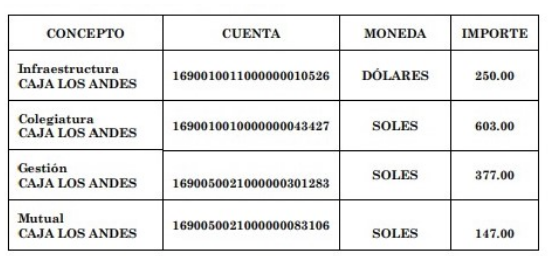 CONCEPTO CUENTA MONEDA IMPORTE
Infraestructura
CAJA LOS ANDES 1690010011000000010526 DÓLARES 250.00
Colegiatura
CAJA LOS ANDES 1690010010000000043427 SOLES 603.00
Gestión
CAJA LOS ANDES 1690050021000000301283 SOLES 377.00
Mutual
CAJA LOS ANDES 1690050021000000083106 SOLES 147.00